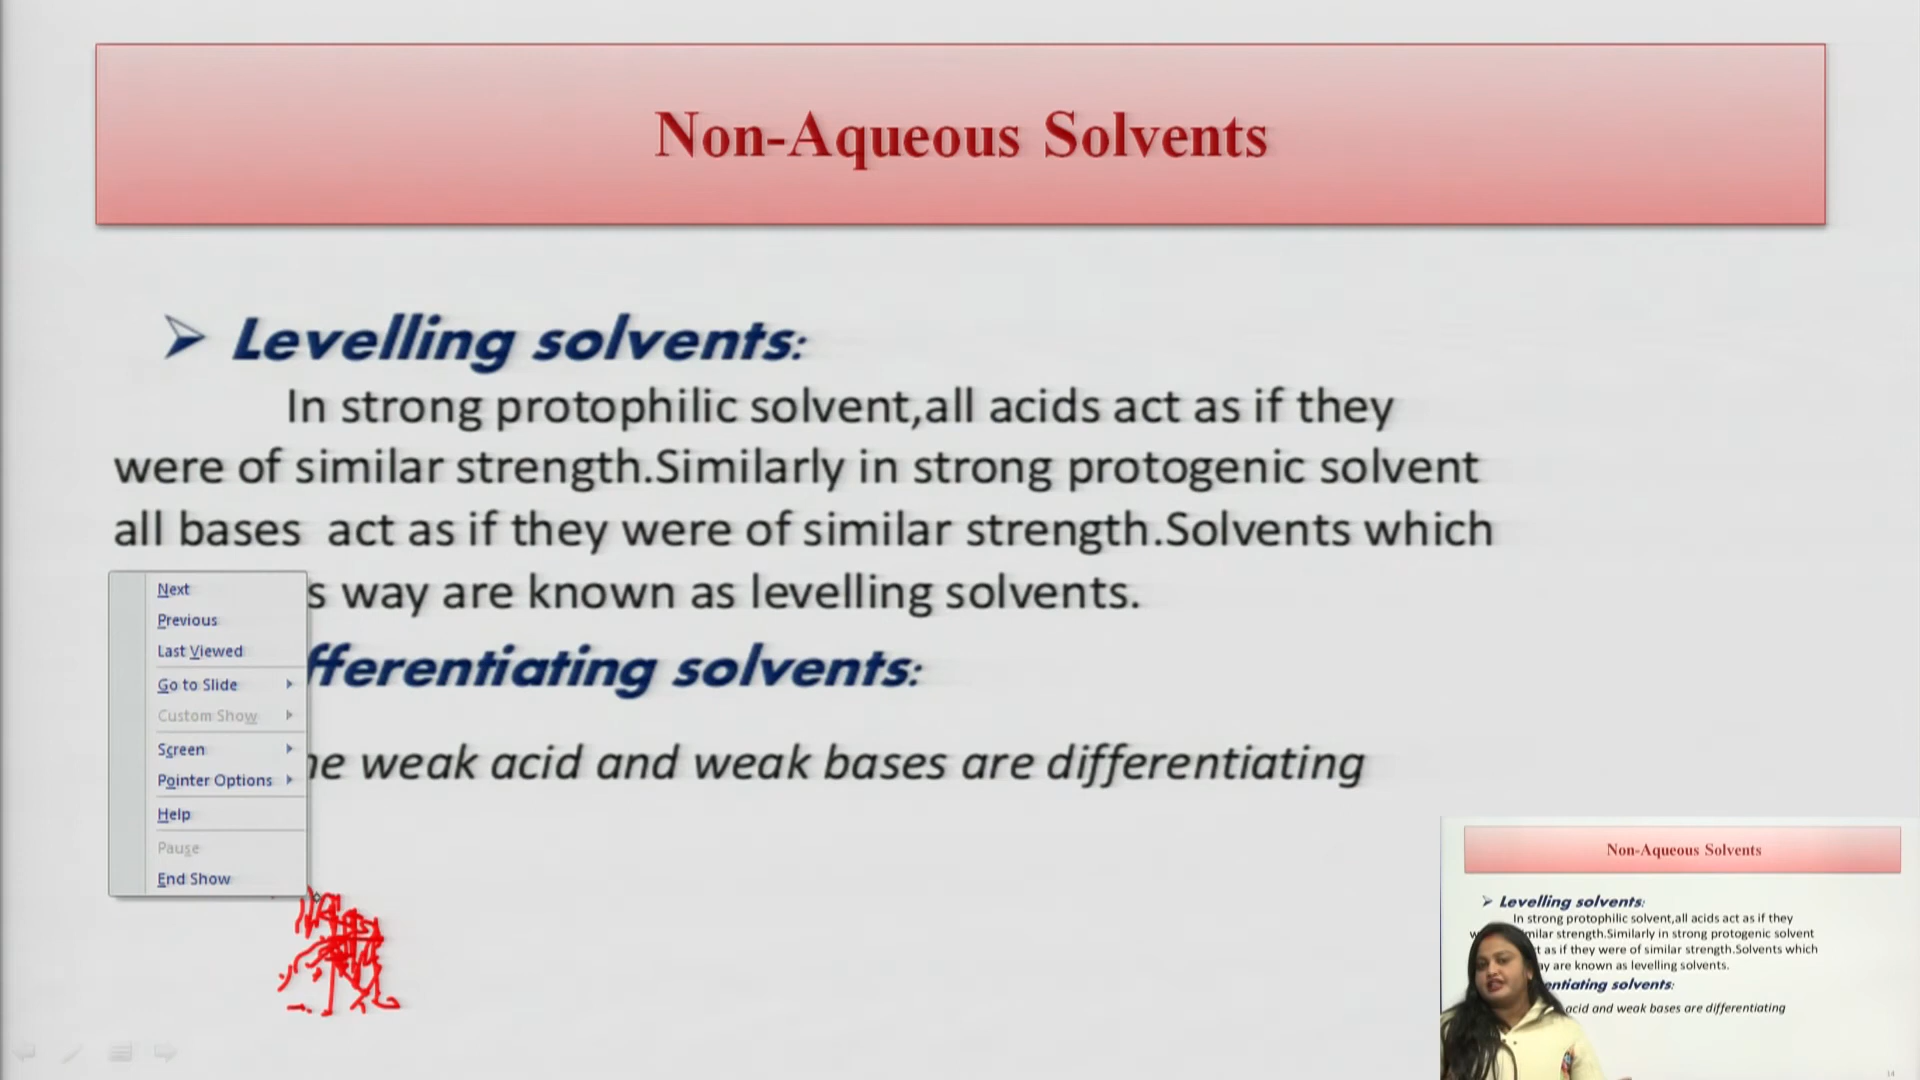 Non-Aqueous Solvents
Levelling solvents:
In strong protophilic solvent,all acids act as if they
were of similar strength.Similarly in strong protogenic solvent
all bases act as if they were of similar strength.Solvents which
s way are known as levelling solvents.
fferentiating solvents:
he weak acid and weak bases are differentiating
Next
Previous
Last Viewed
Go to Slide
Custom Show
Screen
Pointer Options
Help
Pause
End Show
Non-Aqueous Solvents
Levelling solvents:
In strong protophilic solvent,all acids act as if they
milar strength.Similarly in strong protogenic solvent
t as if they were of similar strength.Solvents which
ay are known as levelling solvents.
entiating solvents:
acid and weak bases are differentiating
14